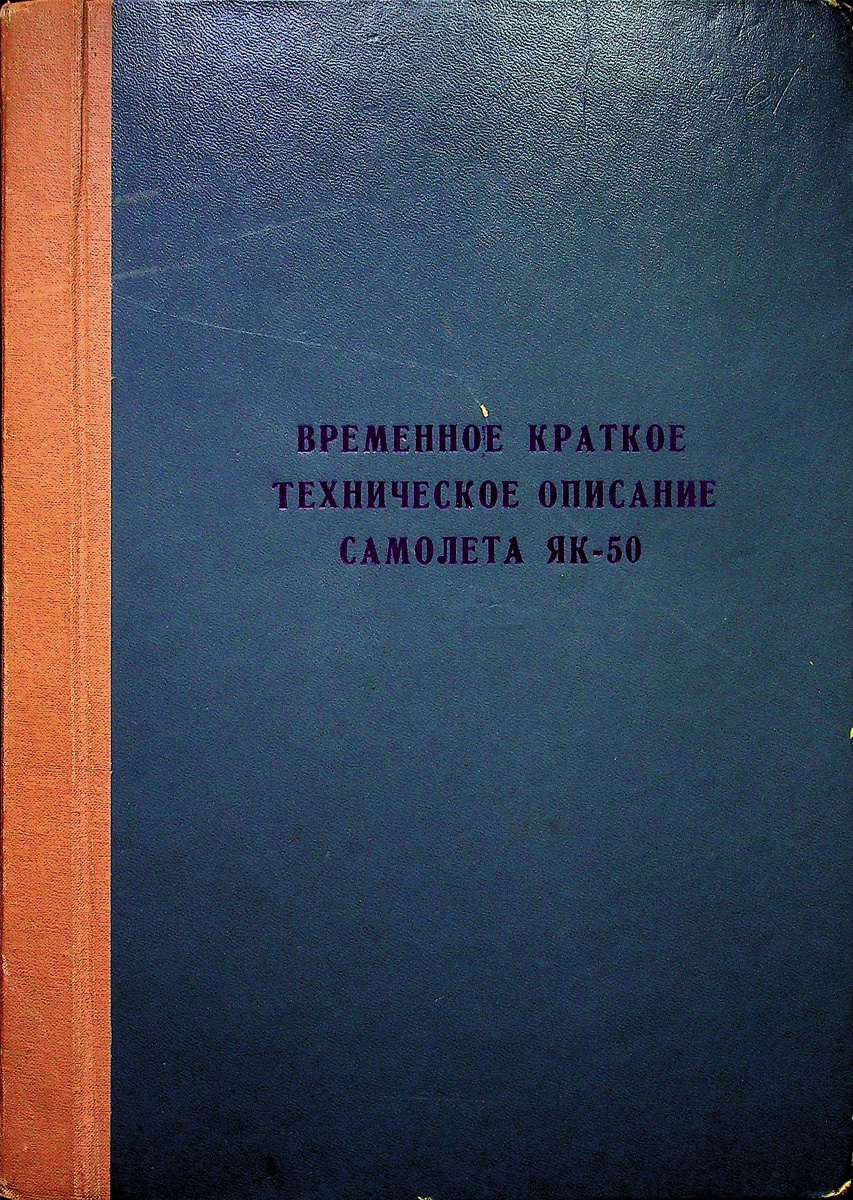 ВРЕМЕННОЕ КРАТКОЕ
ТЕХНИЧЕСКОЕ ОПИСАНИЕ
САМОЛЕТА ЯК-50